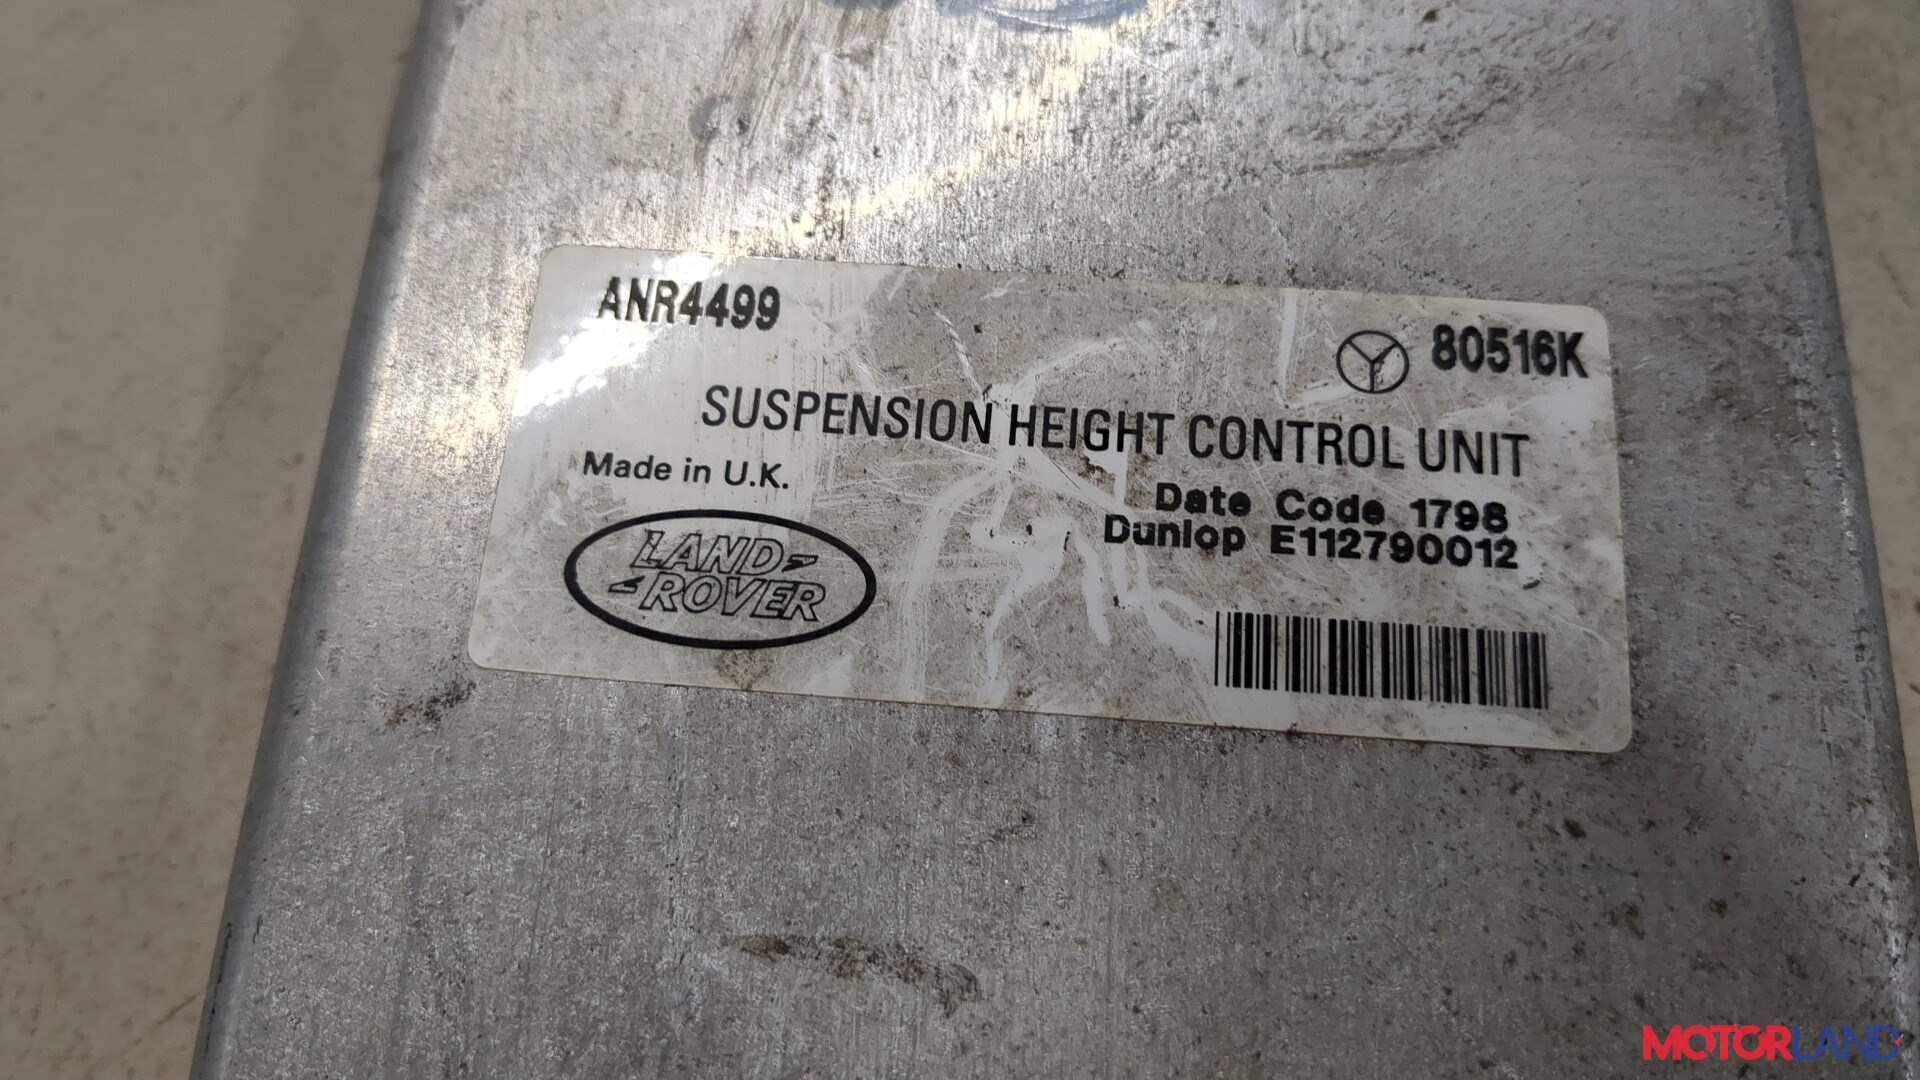 ANR4499
80516K
SUSPENSION HEIGHT CONTROL UNIT
Made in U.K.
Date Code 1798
Dunlop E112790012
LAND
ROVER
MOTORLAND